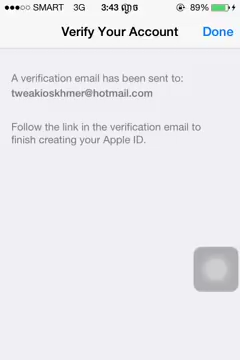 SMART 3G 3:43 ល្ងាច 89%
Verify Your Account Done
A verification email has been sent to:
tweakioskhmer@hotmail.com
Follow the link in the verification email to
finish creating your Apple ID.